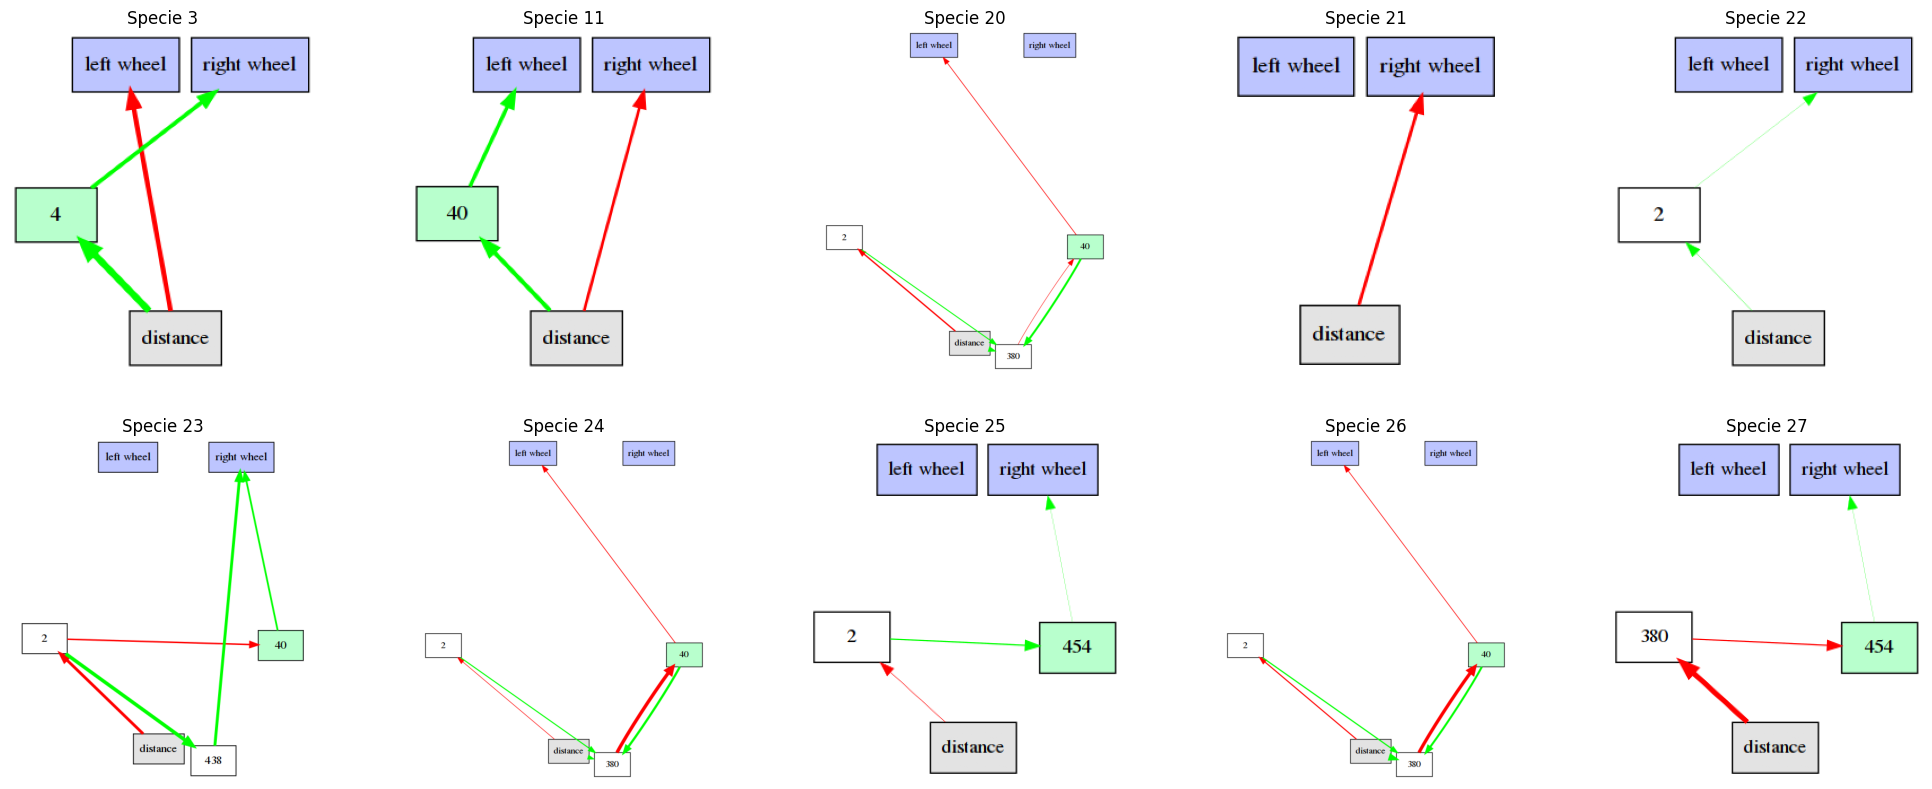 Specie 3
left wheel
right wheel
4
distance
Specie 11
left wheel
right wheel
40
distance
Specie 20
left wheel
right wheel
2
40
distance
380
Specie 21
left wheel
right wheel
distance
Specie 22
left wheel
right wheel
2
distance
Specie 23
left wheel
right wheel
2
40
distance
438
Specie 24
left wheel
right wheel
2
40
distance
380
Specie 25
left wheel
right wheel
2
454
distance
Specie 26
left wheel
right wheel
2
40
distance
380
Specie 27
left wheel
right wheel
380
454
distance